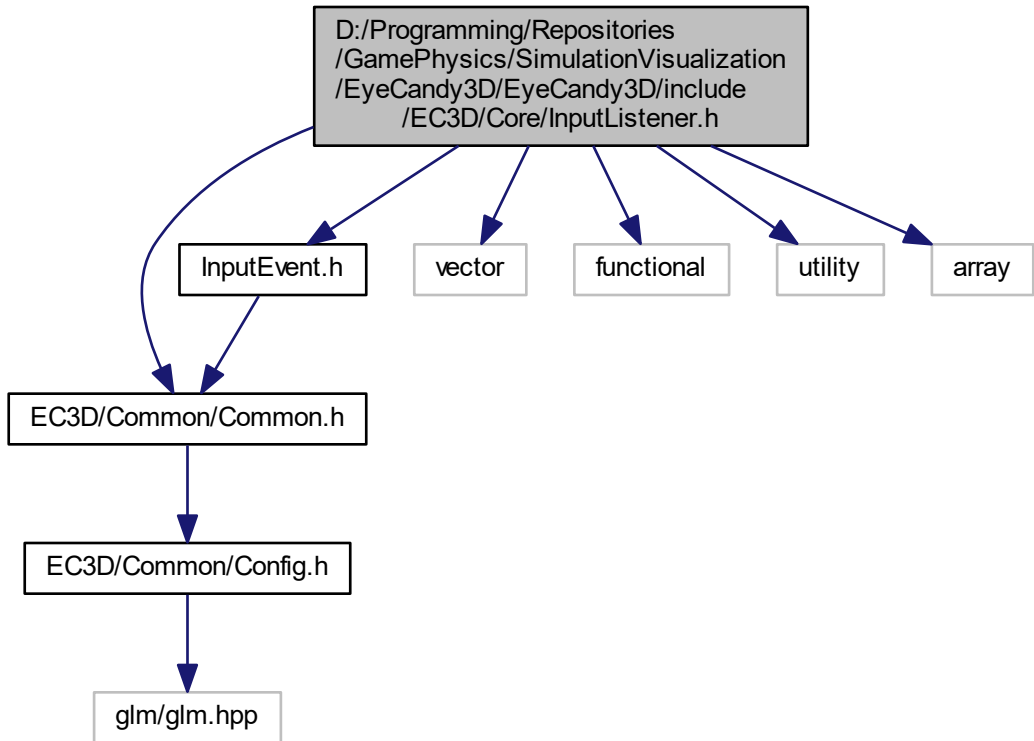 D:/Programming/Repositories
/GamePhysics/SimulationVisualization
/EyeCandy3D/EyeCandy3D/include
/EC3D/Core/InputListener.h
InputEvent.h
vector
functional
utility
array
EC3D/Common/Common.h
EC3D/Common/Config.h
glm/glm.hpp